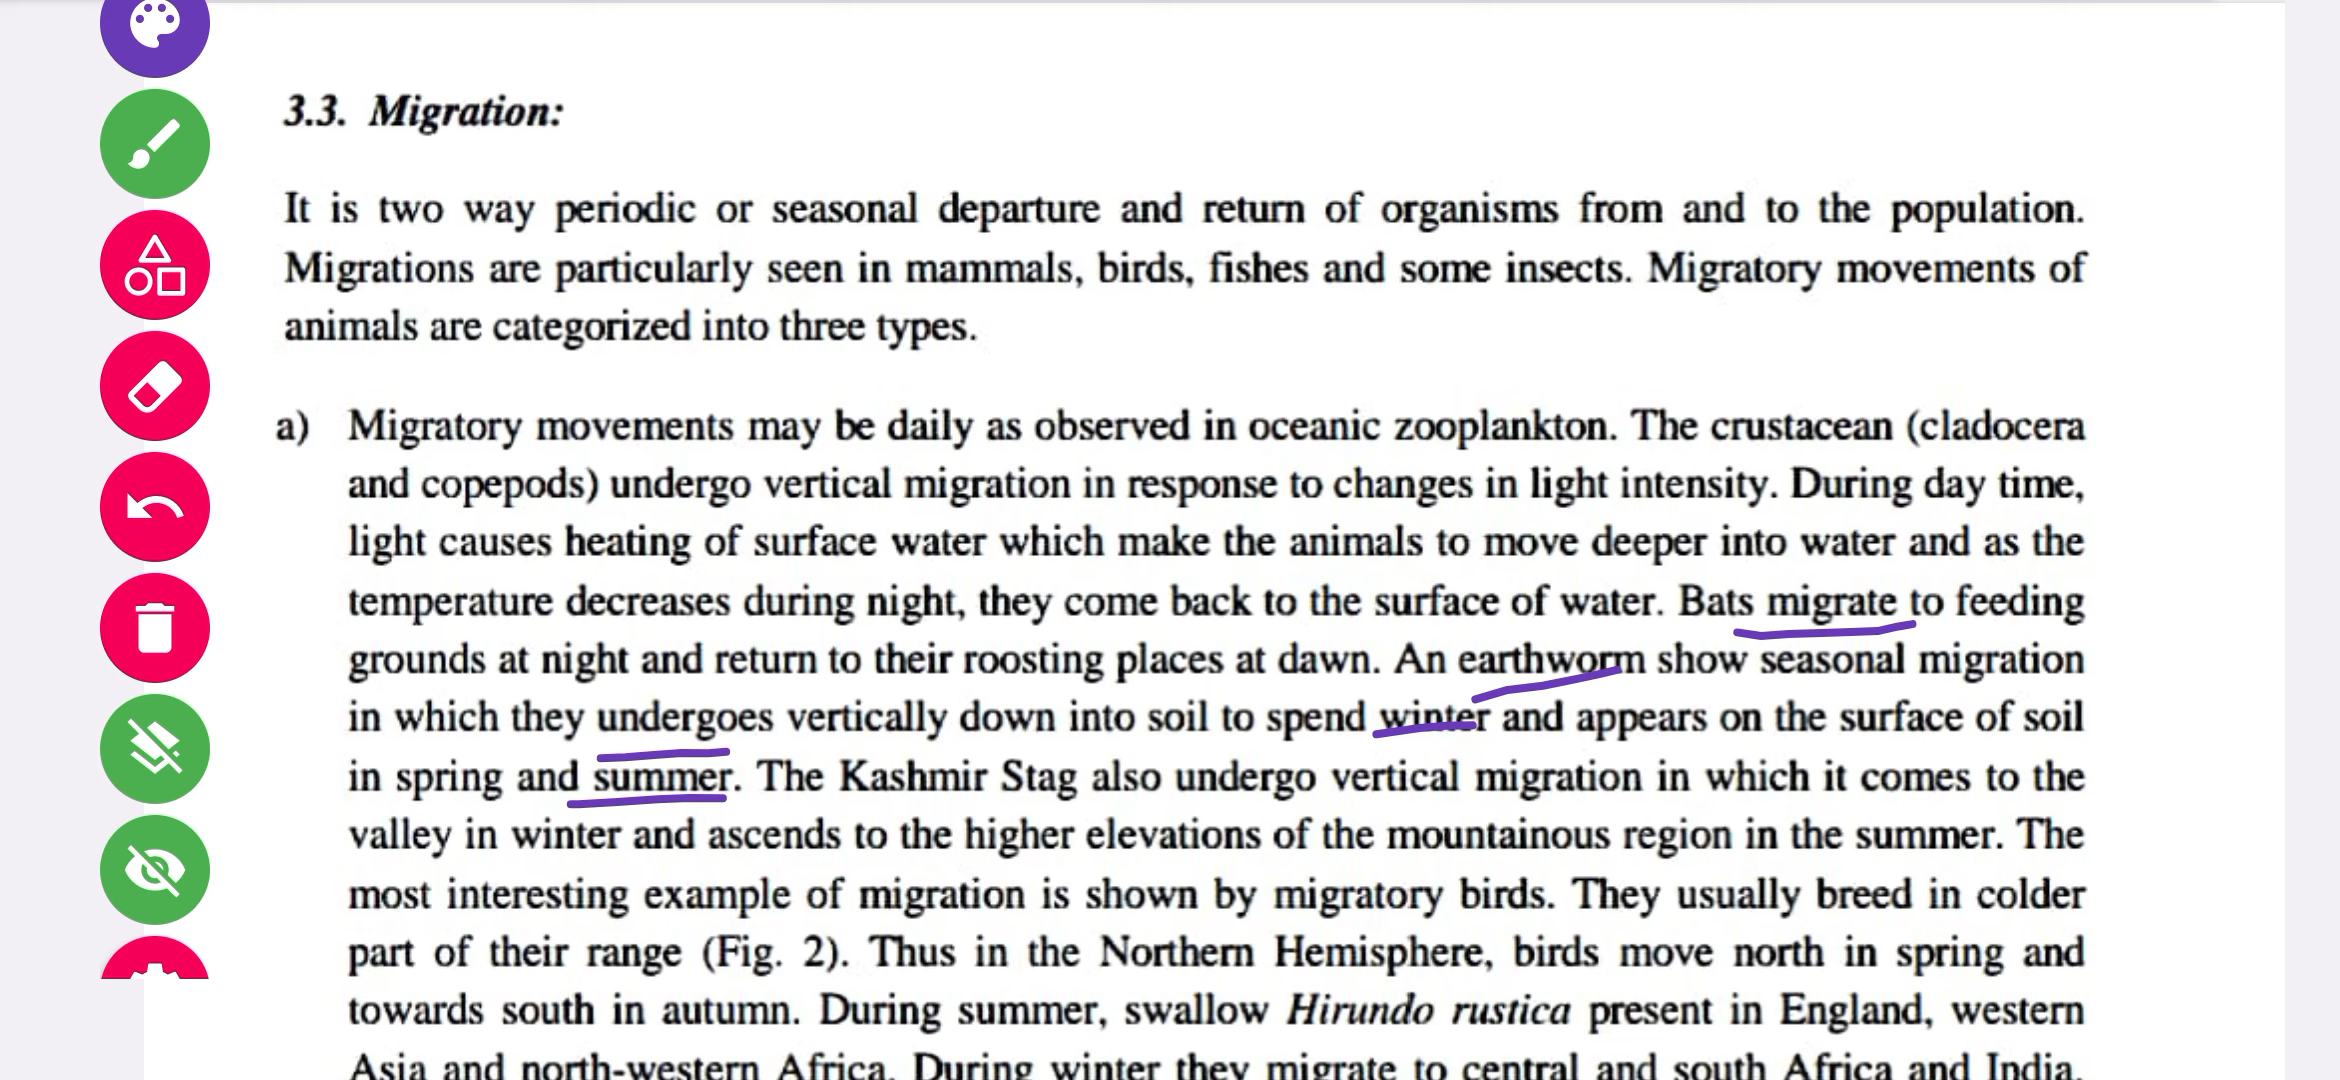 3.3. Migration:
It is two way periodic or seasonal departure and return of organisms from and to the population.
Migrations are particularly seen in mammals, birds, fishes and some insects. Migratory movements of
animals are categorized into three types.
a) Migratory movements may be daily as observed in oceanic zooplankton. The crustacean (cladocera
and copepods) undergo vertical migration in response to changes in light intensity. During day time,
light causes heating of surface water which make the animals to move deeper into water and as the
temperature decreases during night, they come back to the surface of water. Bats migrate to feeding
grounds at night and return to their roosting places at dawn. An earthworm show seasonal migration
in which they undergoes vertically down into soil to spend winter and appears on the surface of soil
in spring and summer. The Kashmir Stag also undergo vertical migration in which it comes to the
valley in winter and ascends to the higher elevations of the mountainous region in the summer. The
most interesting example of migration is shown by migratory birds. They usually breed in colder
part of their range (Fig. 2). Thus in the Northern Hemisphere, birds move north in spring and
towards south in autumn. During summer, swallow Hirundo rustica present in England, western
Asia and north-western Africa. During winter they migrate to central and south Africa and India.